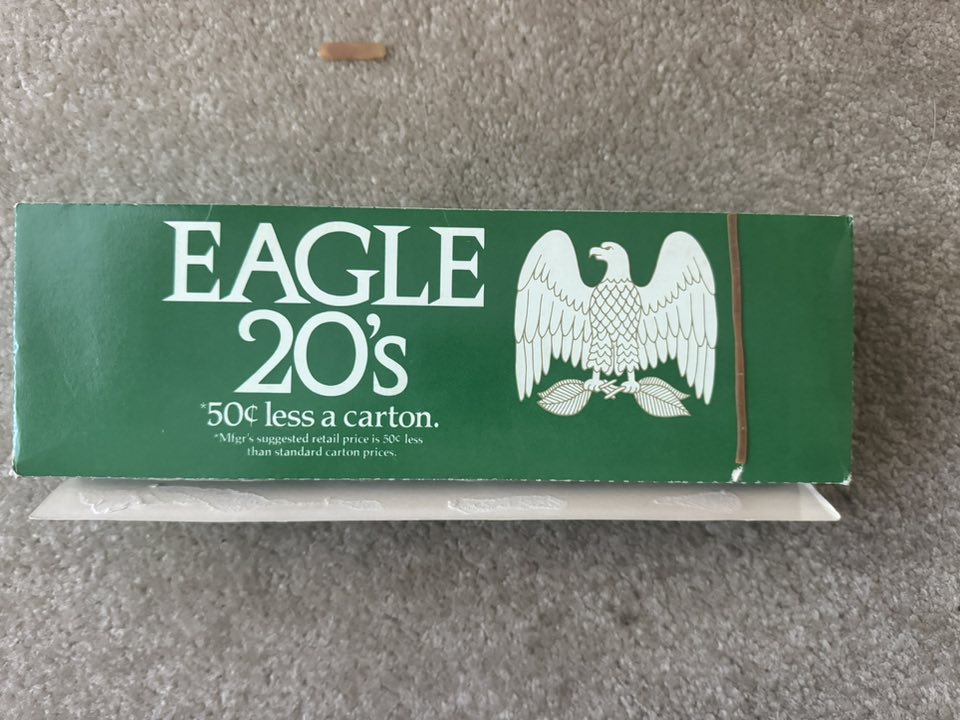 EAGLE
20's
*50¢ less a carton.
*Mfgr's suggested retail price is 50¢ less
than standard carton prices.